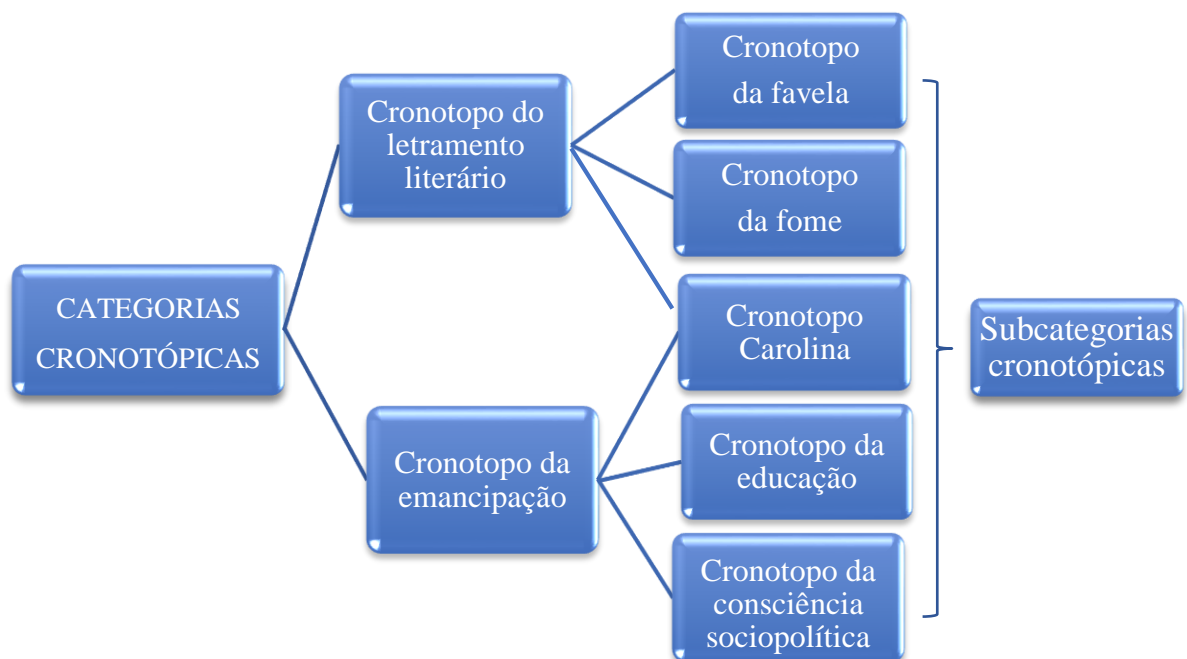 CATEGORIAS
CRONOTÓPICAS
Cronotopo do
letramento
literário
Cronotopo da
emancipação
Cronotopo
da favela
Cronotopo
da fome
Cronotopo
Carolina
Cronotopo da
educação
Cronotopo da
consciência
sociopolítica
Subcategorias
cronotópicas